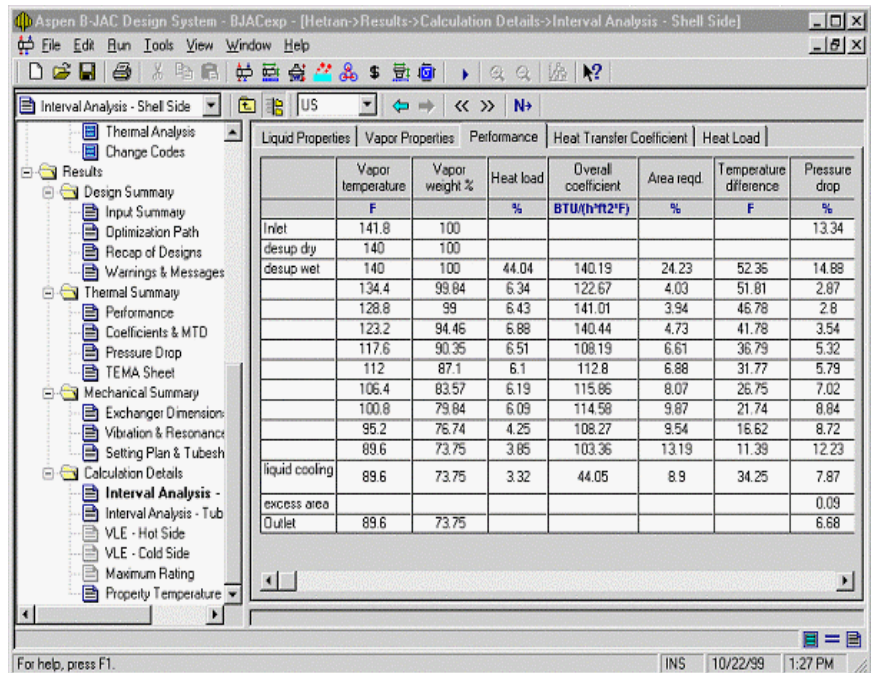 Aspen B-JAC Design System - BJACexp - [Hetran->Results->Calculation Details->Interval Analysis - Shell Side]
File Edit Run Tools View Window Help
Interval Analysis - Shell Side US N→
Thermal Analysis
Change Codes
Results
Design Summary
Input Summary
Optimization Path
Recap of Designs
Warnings & Messages
Thermal Summary
Performance
Coefficients & MTD
Pressure Drop
TEMA Sheet
Mechanical Summary
Exchanger Dimension
Vibration & Resonance
Setting Plan & Tubesh
Calculation Details
Interval Analysis -
Interval Analysis - Tub
VLE - Hot Side
VLE - Cold Side
Maximum Rating
Property Temperature
Liquid Properties Vapor Properties Performance Heat Transfer Coefficient Heat Load
Vapor temperature Vapor weight % Heat load Overall coefficient Area reqd. Temperature difference Pressure drop
F % BTU/(h*ft2*F) % F %
Inlet 141.8 100 13.34
desup dry 140 100
desup wet 140 100 44.04 140.19 24.23 52.36 14.88
134.4 99.84 6.34 122.67 4.03 51.81 2.87
128.8 99 6.43 141.01 3.94 46.78 2.8
123.2 94.46 6.88 140.44 4.73 41.78 3.54
117.6 90.35 6.51 108.19 6.61 36.79 5.32
112 87.1 6.1 112.8 6.88 31.77 5.79
106.4 83.57 6.19 115.86 8.07 26.75 7.02
100.8 79.84 6.09 114.58 9.87 21.74 8.84
95.2 76.74 4.25 108.27 9.54 16.62 8.72
89.6 73.75 3.85 103.36 13.19 11.39 12.23
liquid cooling 89.6 73.75 3.32 44.05 8.9 34.25 7.87
excess area 0.09
Outlet 89.6 73.75 6.68
For help, press F1. INS 10/22/99 1:27 PM